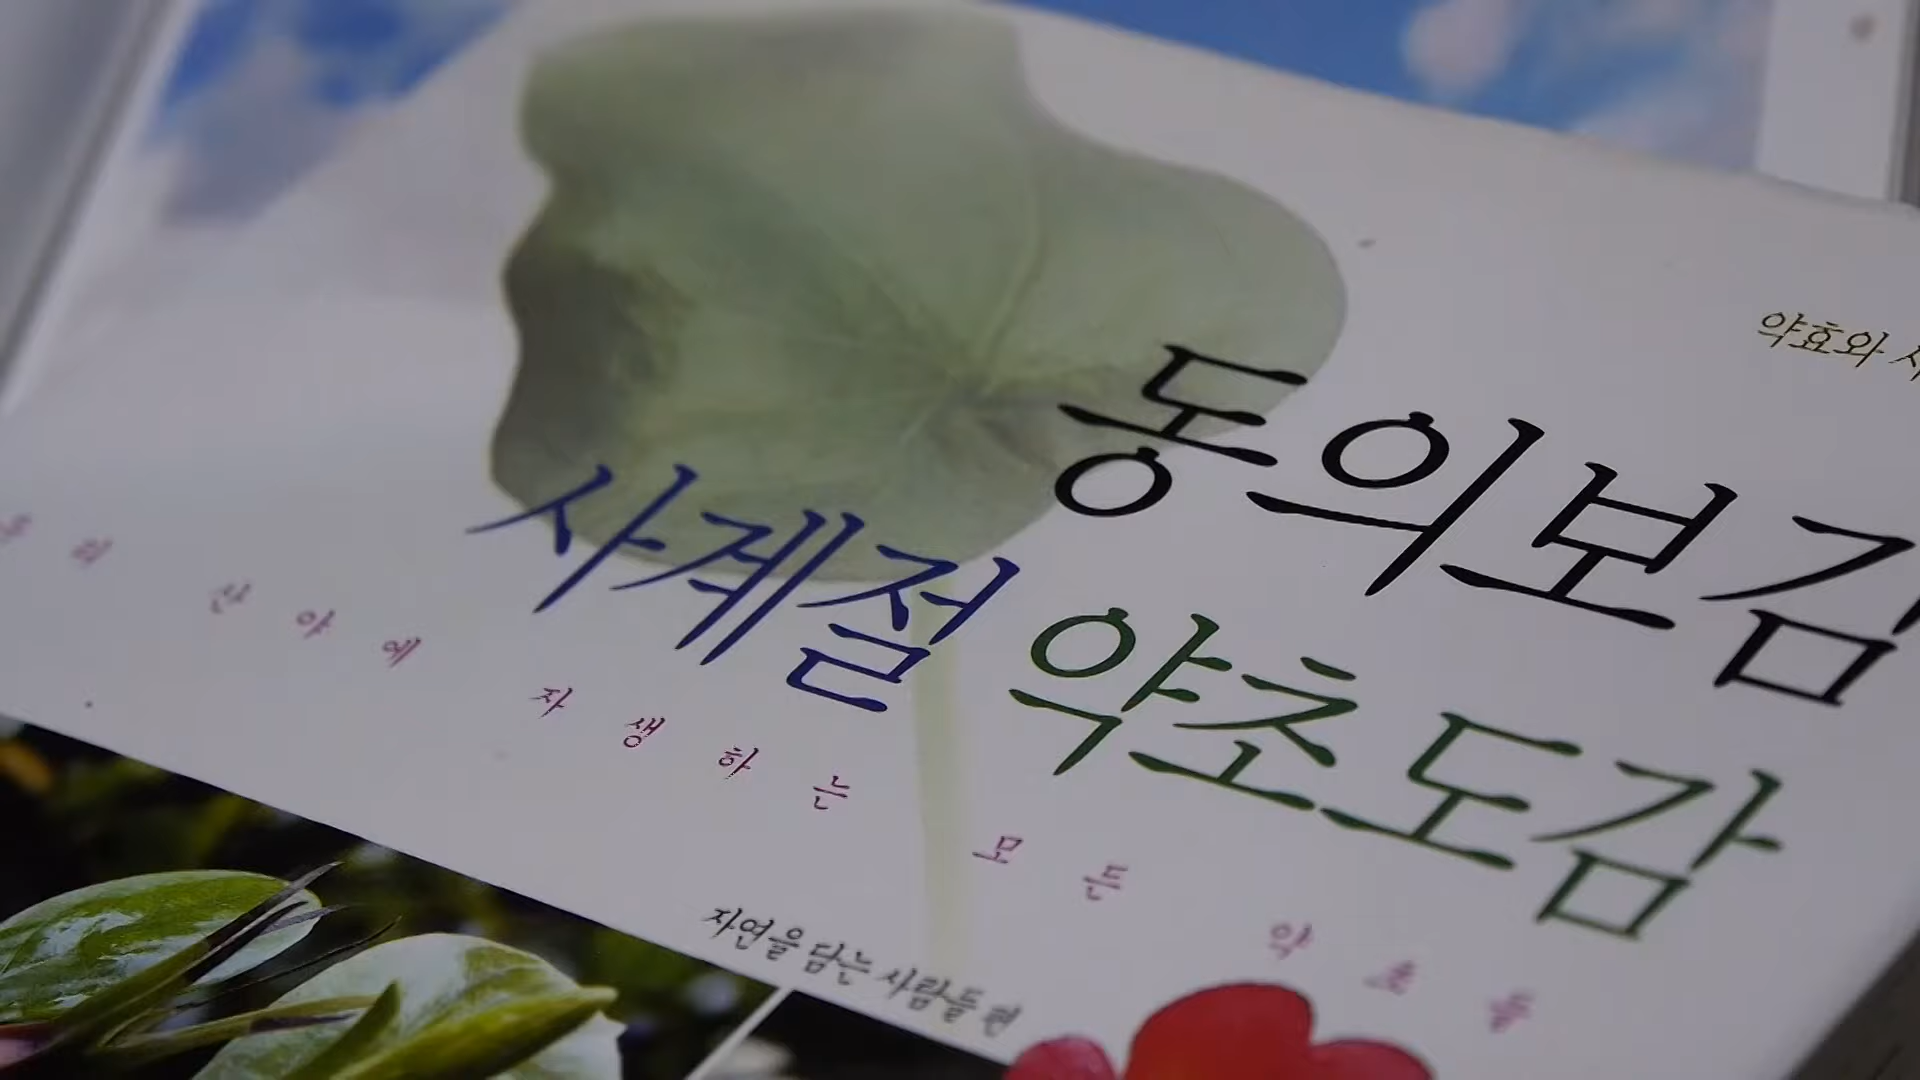 약효와
동의보감
사계절 약초도감
우리 산야에 자생하는 모든 약초들
자연을 담는 사람들 편